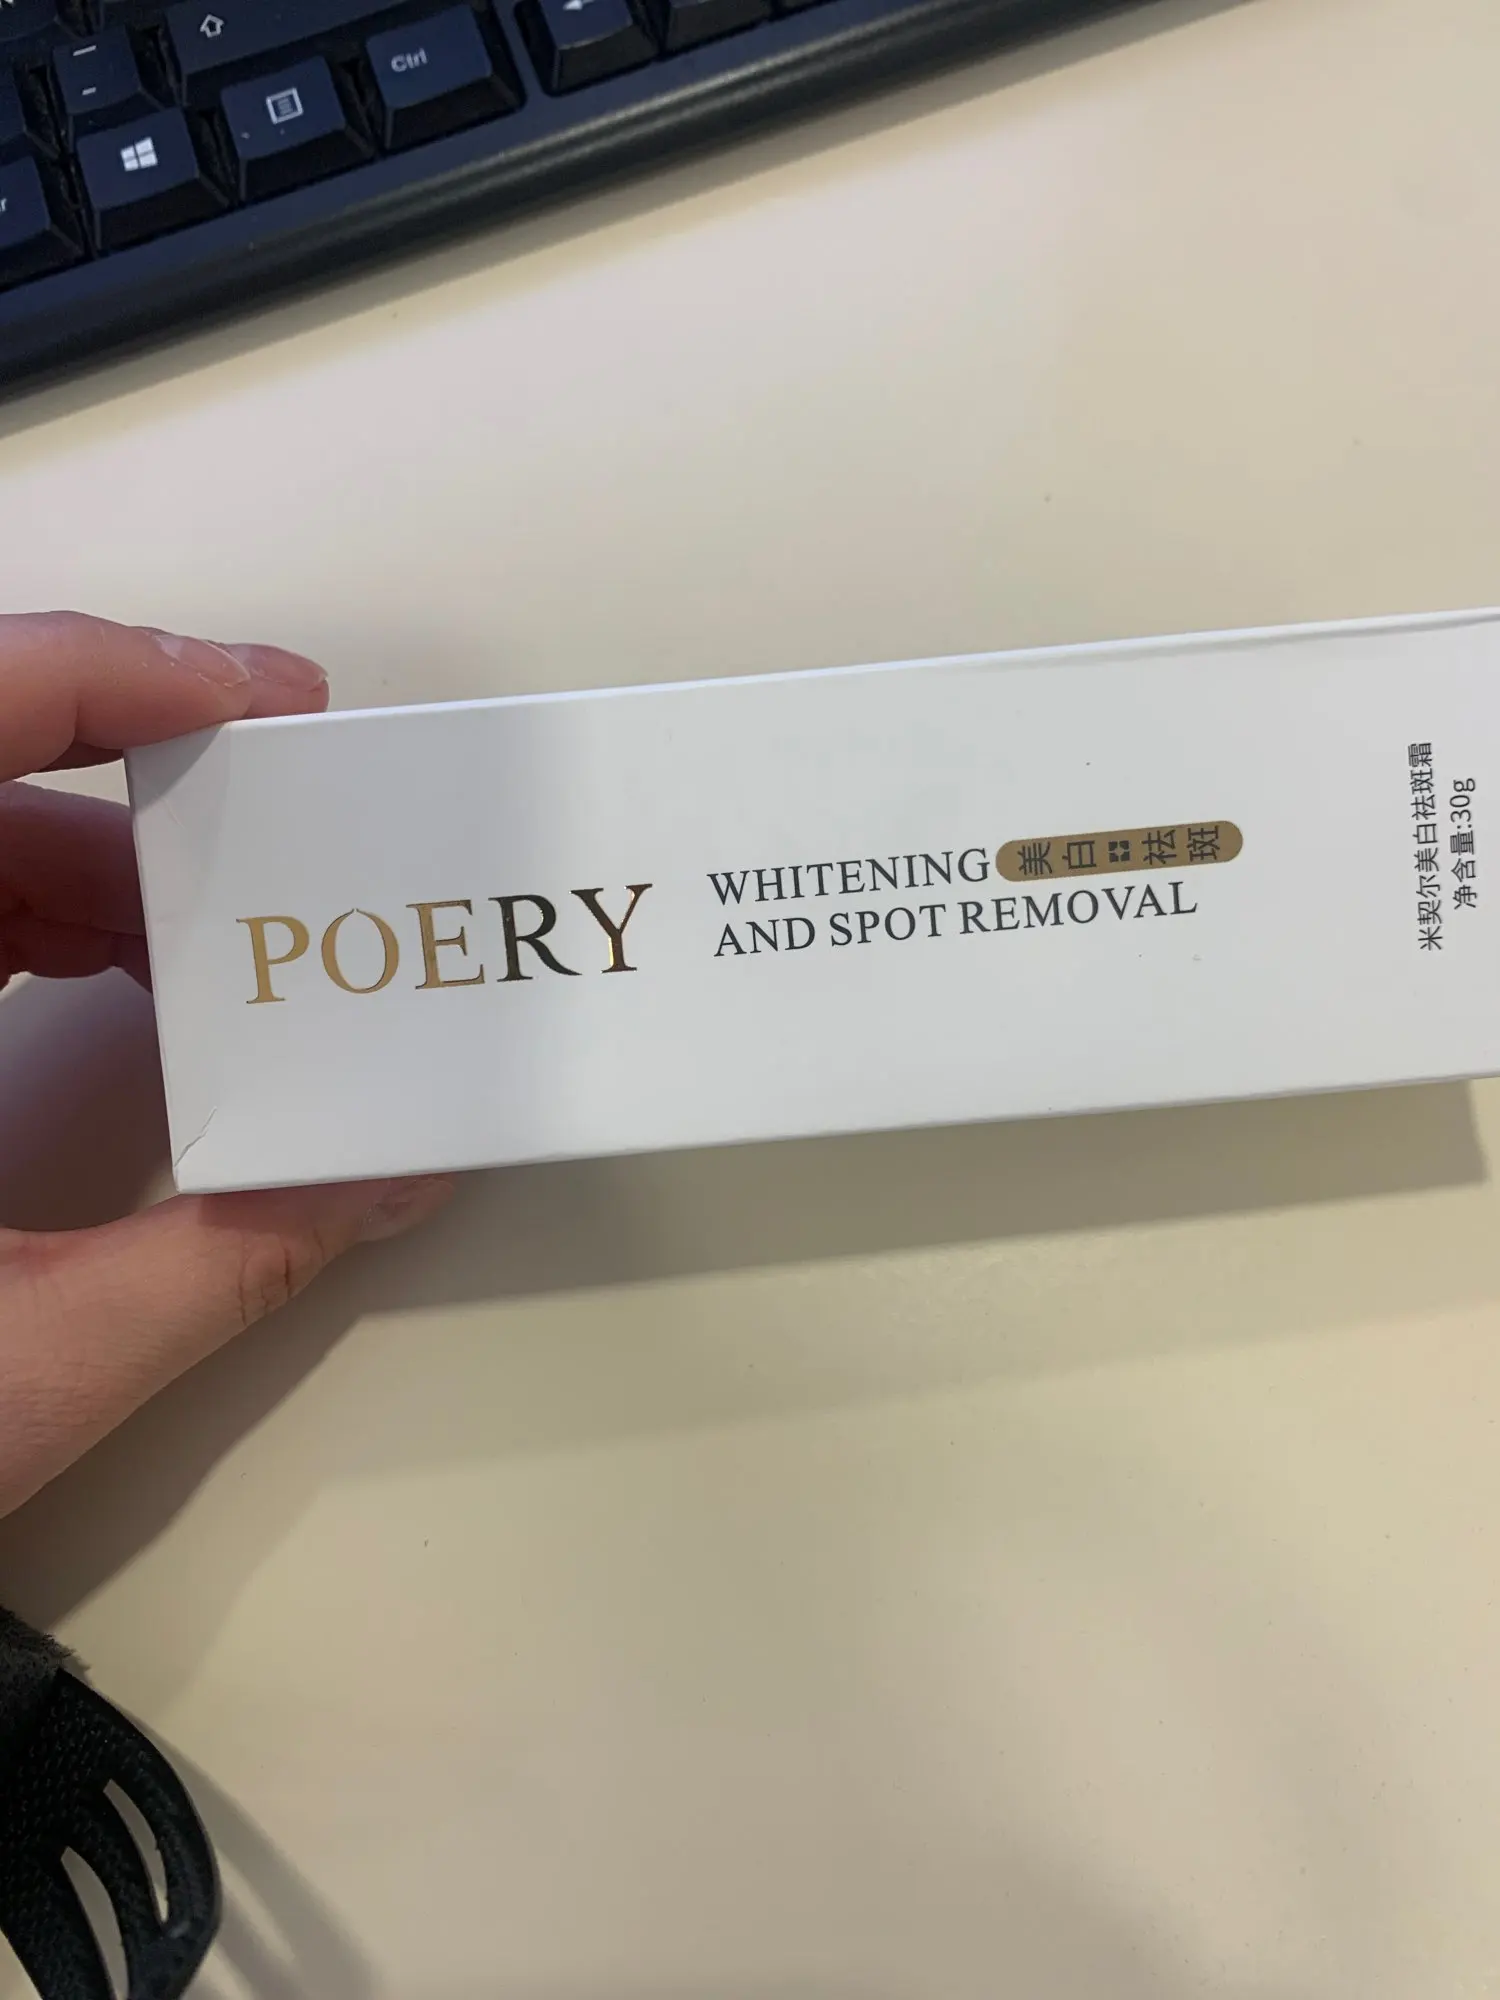 Ctrl
POERY
WHITENING 美白祛斑
AND SPOT REMOVAL
米契尔美白祛斑霜
净含量:30g